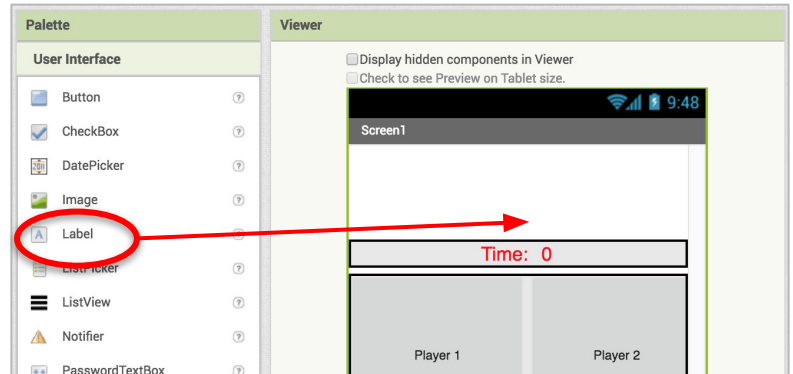 Palette
Viewer
User Interface
Display hidden components in Viewer
Check to see Preview on Tablet size.
Button
?
CheckBox
?
DatePicker
?
Image
?
A
Label
?
ListPicker
?
ListView
?
Notifier
?
PasswordTextBox
?
9:48
Screen1
Time: 0
Player 1
Player 2